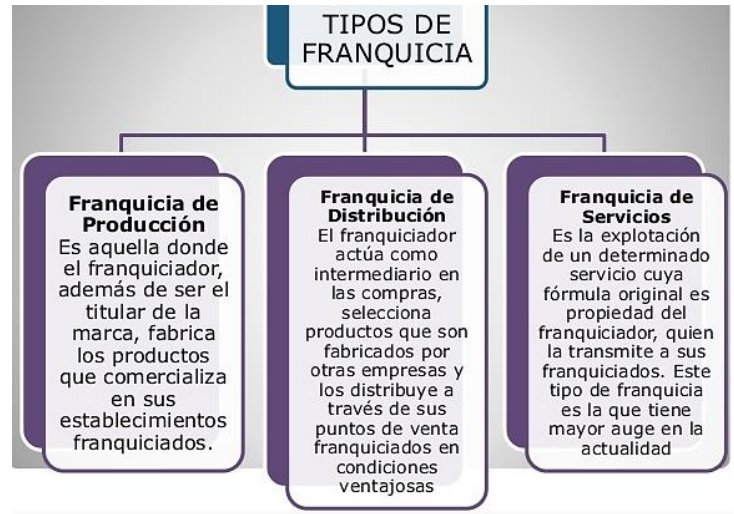 TIPOS DE
FRANQUICIA
Franquicia de
Producción
Es aquella donde
el franquiciador,
además de ser el
titular de la
marca, fabrica
los productos
que comercializa
en sus
establecimientos
franquiciados.
Franquicia de
Distribución
El franquiciador
actúa como
intermediario en
las compras,
selecciona
productos que son
fabricados por
otras empresas y
los distribuye a
través de sus
puntos de venta
franquiciados en
condiciones
ventajosas
Franquicia de
Servicios
Es la explotación
de un determinado
servicio cuya
fórmula original es
propiedad del
franquiciador, quien
la transmite a sus
franquiciados. Este
tipo de franquicia
es la que tiene
mayor auge en la
actualidad